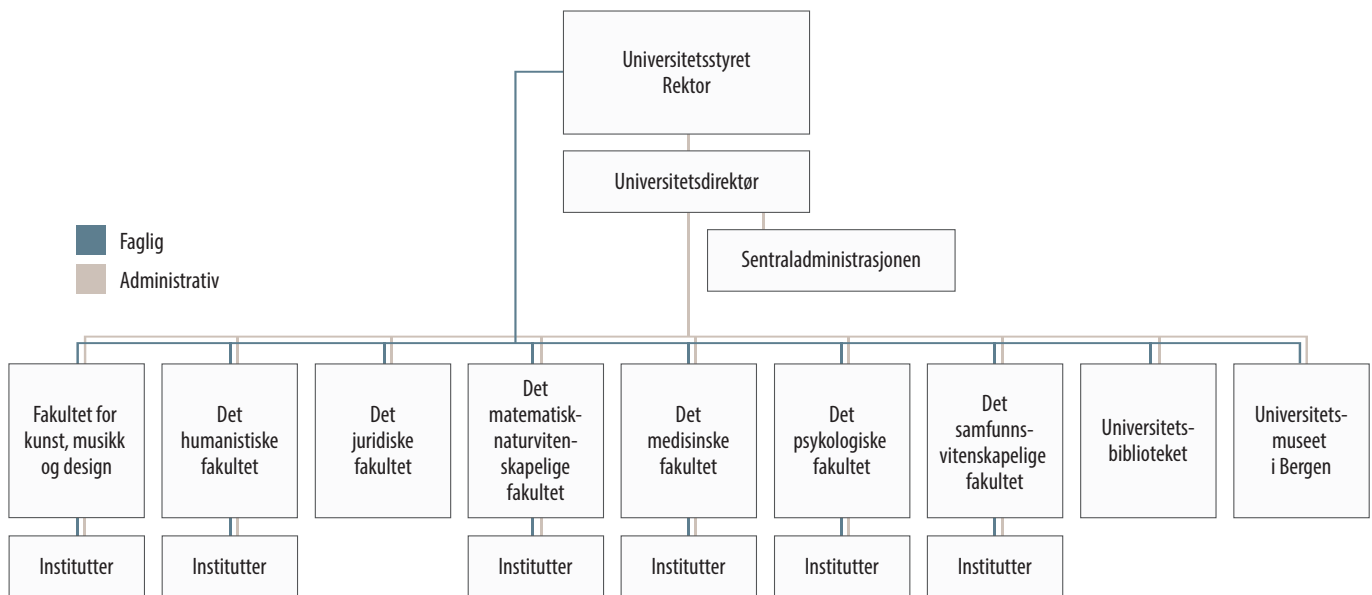 Universitetsstyret
Rektor
Universitetsdirektør
Sentraladministrasjonen
Faglig
Administrativ
Fakultet for
kunst, musikk
og design
Det
humanistiske
fakultet
Det
juridiske
fakultet
Det
matematisk-
naturviten-
skapelige
fakultet
Det
medisinske
fakultet
Det
psykologiske
fakultet
Det
samfunns-
vitenskapelige
fakultet
Universitets-
biblioteket
Universitets-
museet
i Bergen
Institutter
Institutter
Institutter
Institutter
Institutter
Institutter